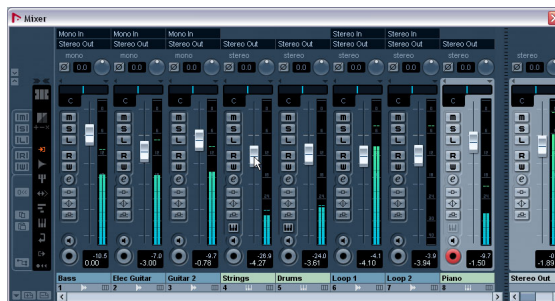 Mixer
Mono In Mono In Mono In Stereo In Stereo In
Stereo Out Stereo Out Stereo Out Stereo Out Stereo Out Stereo Out Stereo Out Stereo Out
mono mono mono stereo stereo stereo stereo stereo stereo
0.0 0.0 0.0 0.0 0.0 0.0 0.0 0.0 0.0
C C C C C C C C C
M M M M M M M M M
S S S S S S S S S
L L L L L L L L L
R R R R R R R R R
W W W W W W W W W
e e e e e e e e e
-10.5 -7.0 -9.7 -20.9 -24.0 -4.1 -3.9 -9.7
0.00 -3.00 -0.78 -4.27 -3.61 -4.10 -3.94 -1.50 -1.89
Bass Elec Guitar Guitar 2 Strings Drums Loop 1 Loop 2 Piano Stereo Out
1 2 3 4 5 6 7 8